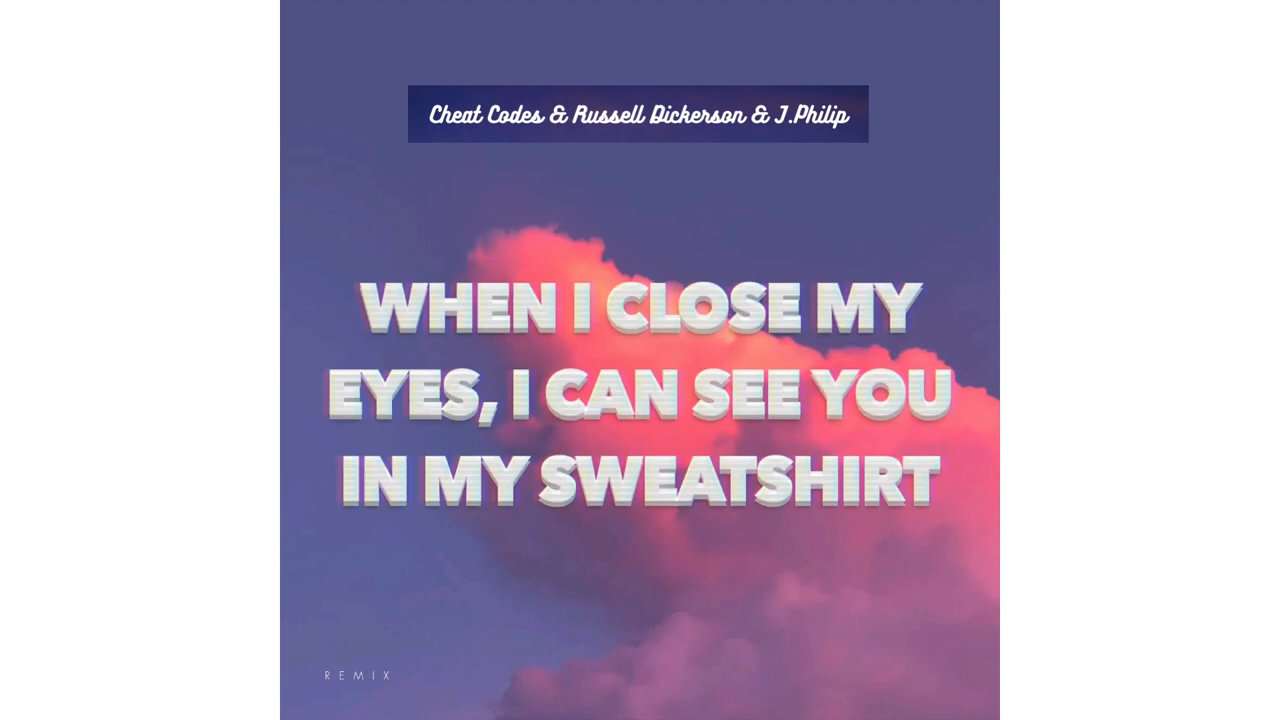 Cheat Codes & Russell Dickerson & J.Philip
WHEN I CLOSE MY
EYES, I CAN SEE YOU
IN MY SWEATSHIRT
REMIX